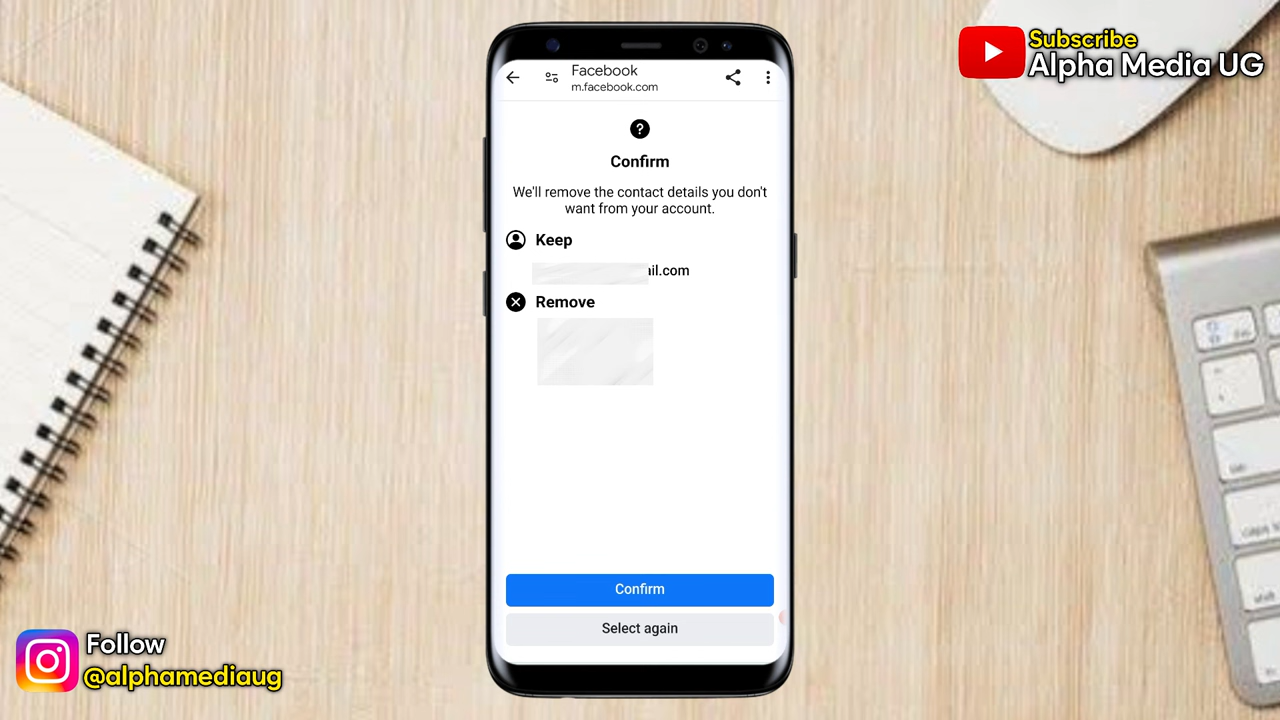 Facebook
m.facebook.com
Confirm
We'll remove the contact details you don't
want from your account.
Keep
ail.com
Remove
Confirm
Select again
Subscribe
Alpha Media UG
Follow
@alphamediaug